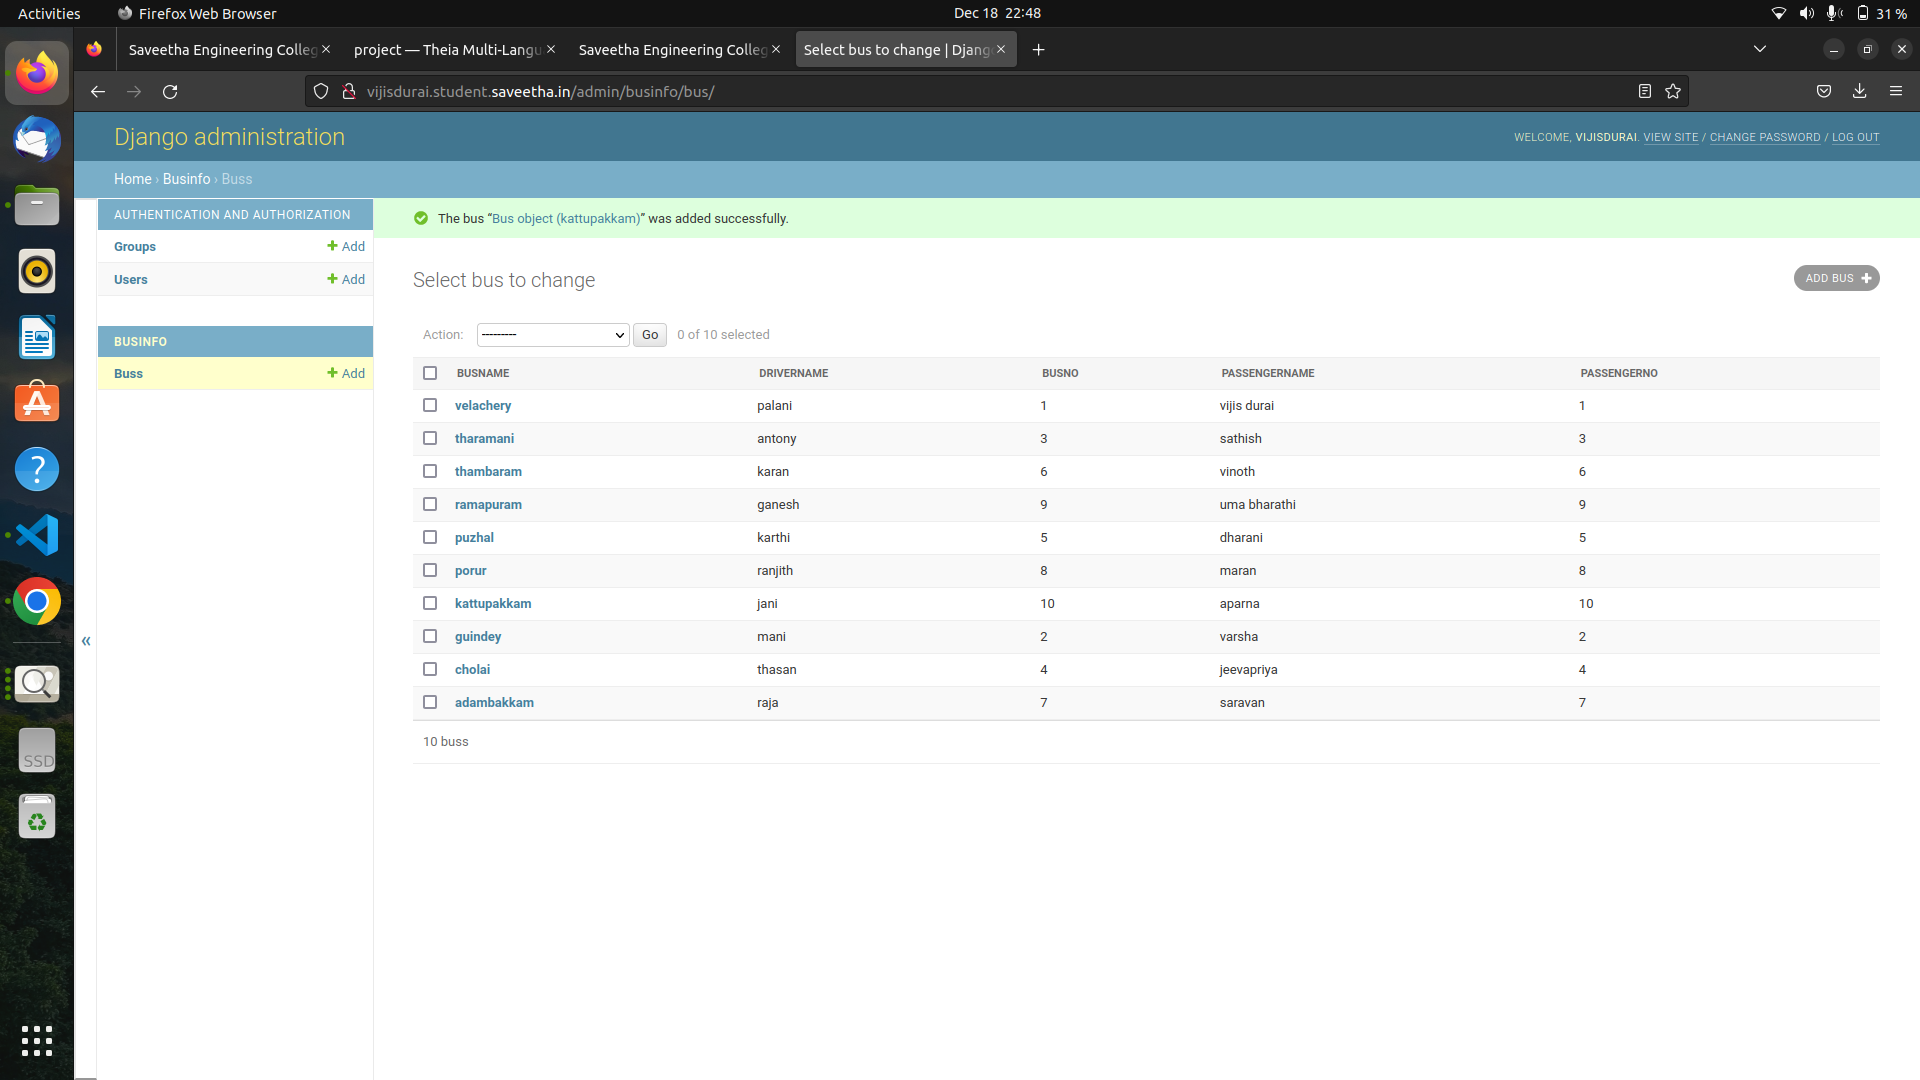 Activities Firefox Web Browser Dec 18 22:48 31 %
Saveetha Engineering Colleg project — Theia Multi-Langu Saveetha Engineering Colleg Select bus to change | Django
vijisdurai.student.saveetha.in/admin/businfo/bus/
Django administration
WELCOME, VIJISDURAI. VIEW SITE / CHANGE PASSWORD / LOG OUT
Home › Businfo › Buss
AUTHENTICATION AND AUTHORIZATION
Groups Add
Users Add
BUSINFO
Buss Add
«
The bus “Bus object (kattupakkam)” was added successfully.
Select bus to change
ADD BUS
Action: --------- Go 0 of 10 selected
BUSNAME DRIVERNAME BUSNO PASSENGERNAME PASSENGERNO
velachery palani 1 vijis durai 1
tharamani antony 3 sathish 3
thambaram karan 6 vinoth 6
ramapuram ganesh 9 uma bharathi 9
puzhal karthi 5 dharani 5
porur ranjith 8 maran 8
kattupakkam jani 10 aparna 10
guindey mani 2 varsha 2
cholai thasan 4 jeevapriya 4
adambakkam raja 7 saravan 7
10 buss
SSD